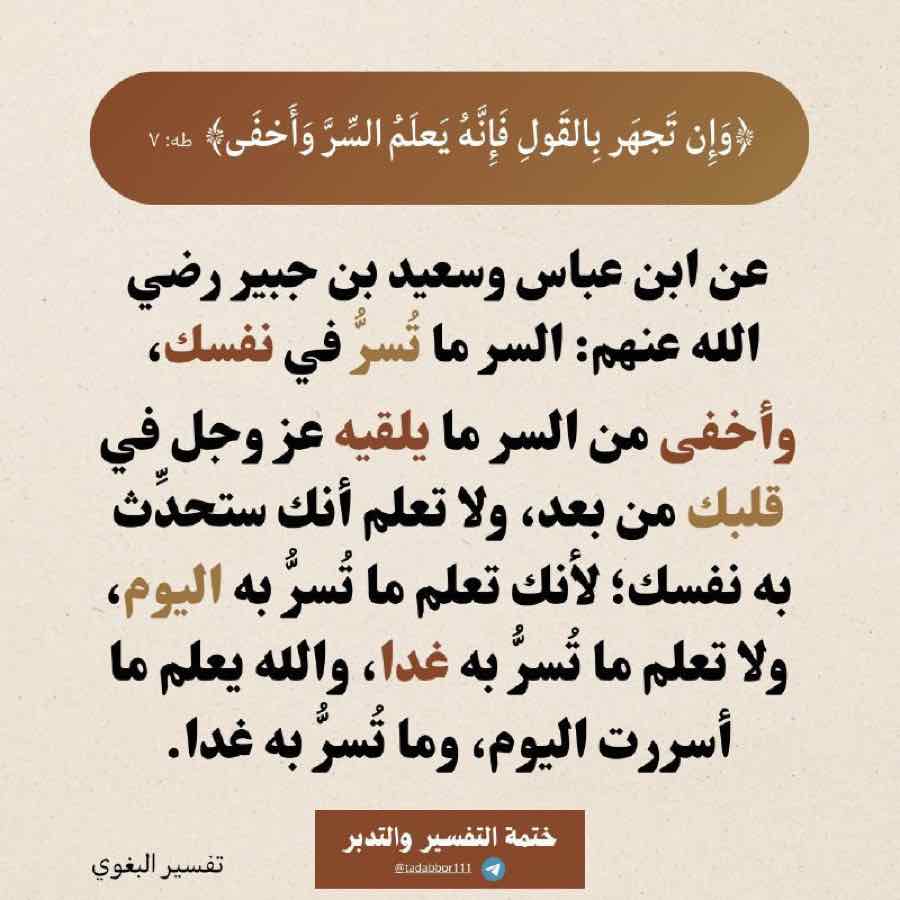 ﴿وَإِن تَجهَر بِالقَولِ فَإِنَّهُ يَعلَمُ السِّرَّ وَأَخفَى﴾ طه: ٧
عن ابن عباس وسعيد بن جبير رضي
الله عنهم: السر ما تُسرُّ في نفسك،
وأخفى من السر ما يلقيه عز وجل في
قلبك من بعد، ولا تعلم أنك ستحدِّث
به نفسك؛ لأنك تعلم ما تُسرُّ به اليوم،
ولا تعلم ما تُسرُّ به غدا، والله يعلم ما
أسررت اليوم، وما تُسرُّ به غدا.
ختمة التفسير والتدبر
@tadabbor111
تفسير البغوي